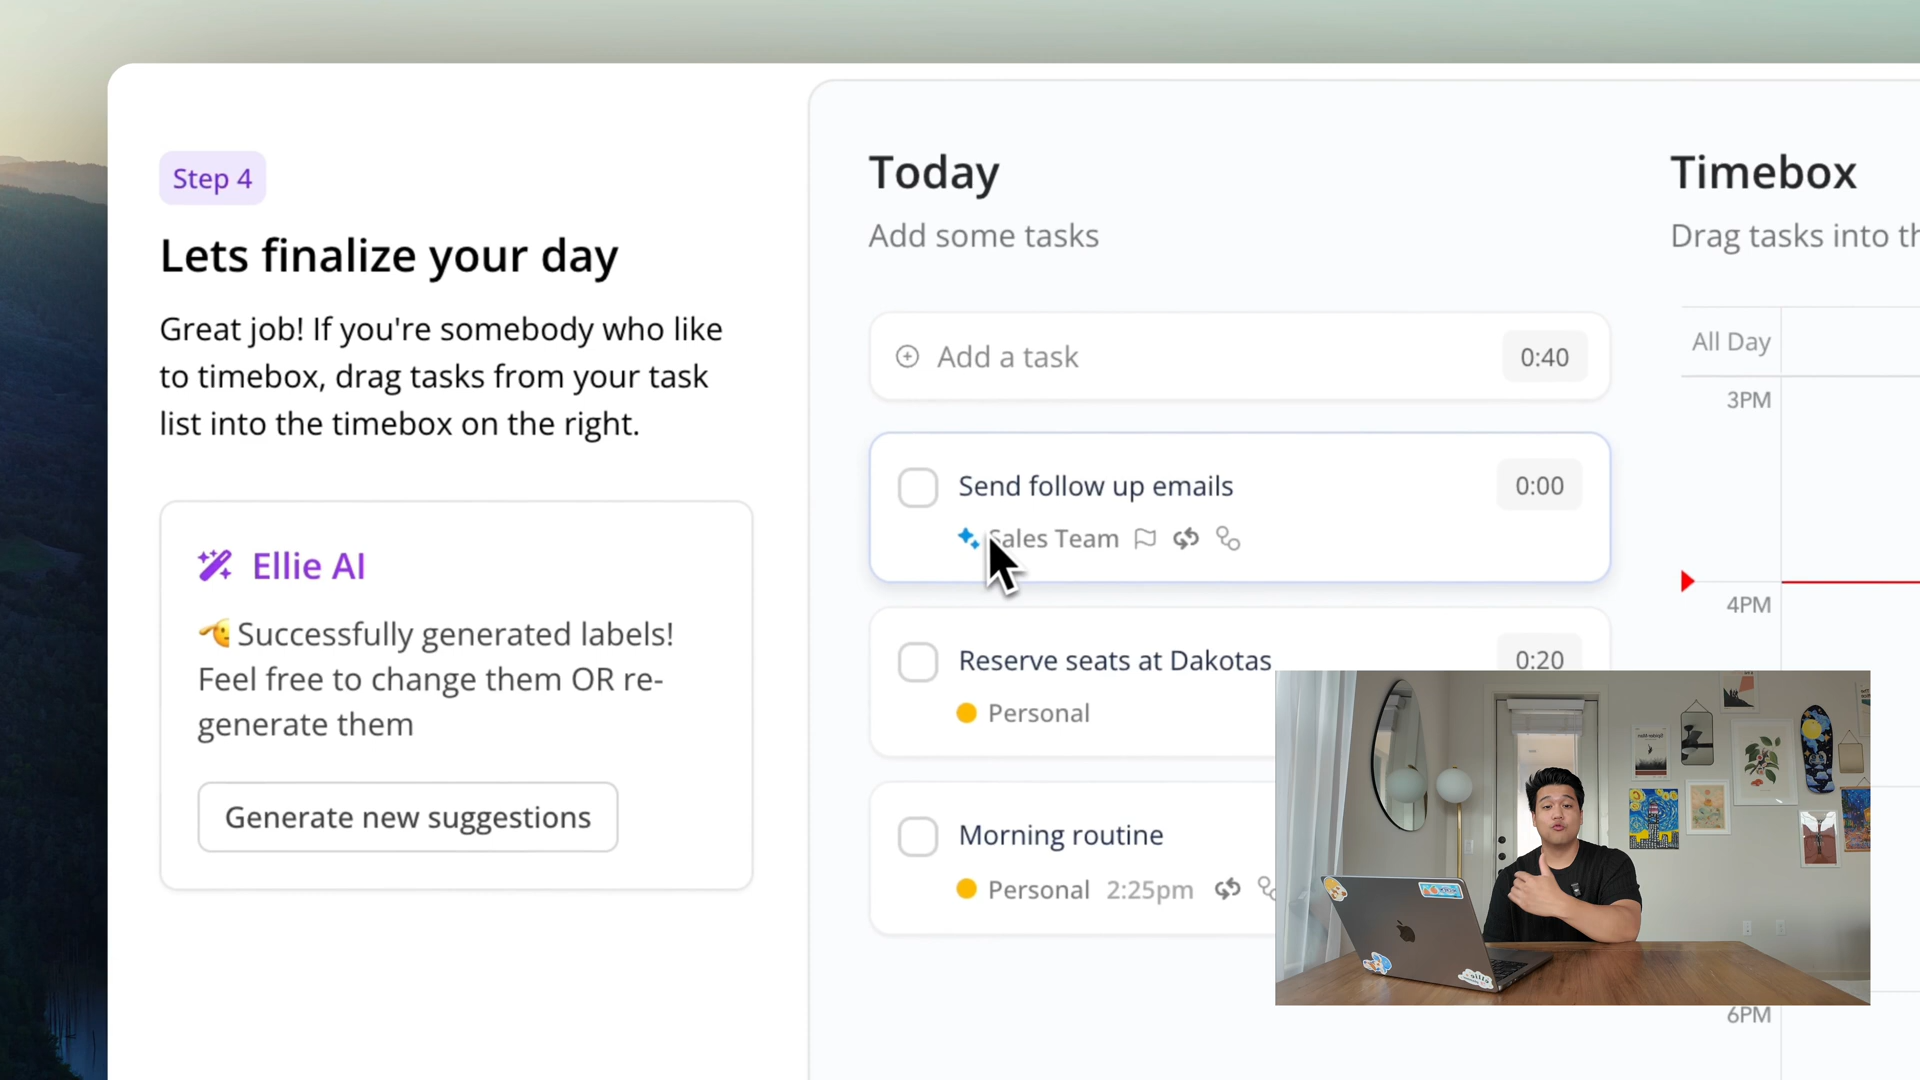 Step 4
Lets finalize your day
Great job! If you're somebody who like
to timebox, drag tasks from your task
list into the timebox on the right.
Ellie AI
Successfully generated labels!
Feel free to change them OR re-
generate them
Generate new suggestions
Today
Add some tasks
Add a task
0:40
Send follow up emails
0:00
Sales Team
Reserve seats at Dakotas
0:20
Personal
Morning routine
Personal 2:25pm
Timebox
Drag tasks into th
All Day
3PM
4PM
6PM